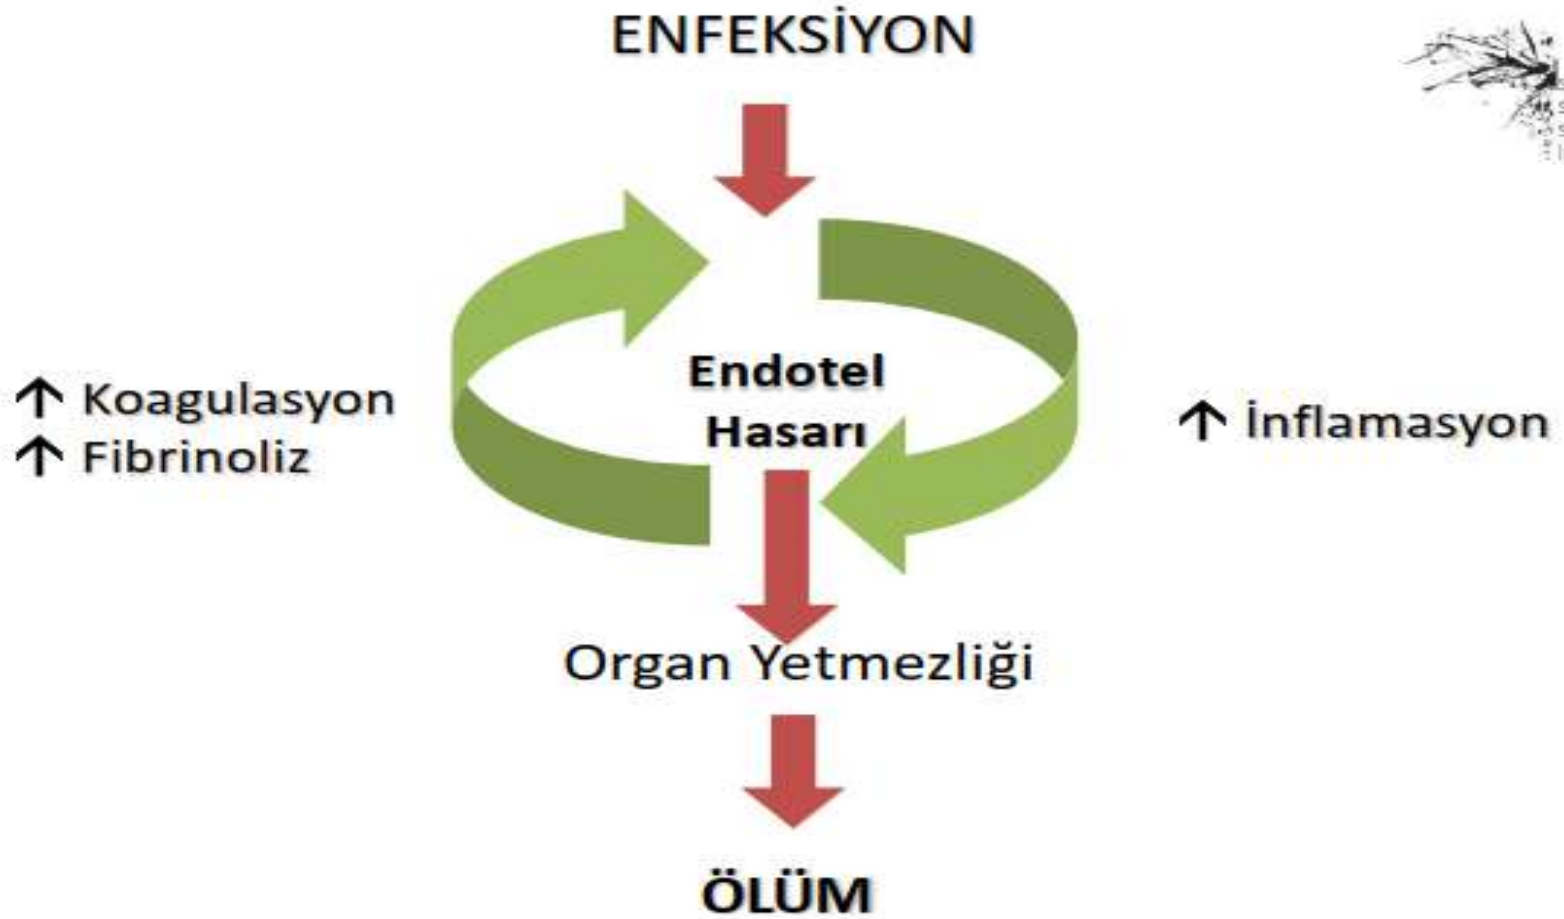 ENFEKSİYON
Endotel
Hasarı
↑ Koagulasyon
↑ Fibrinoliz
↑ İnflamasyon
Organ Yetmezliği
ÖLÜM